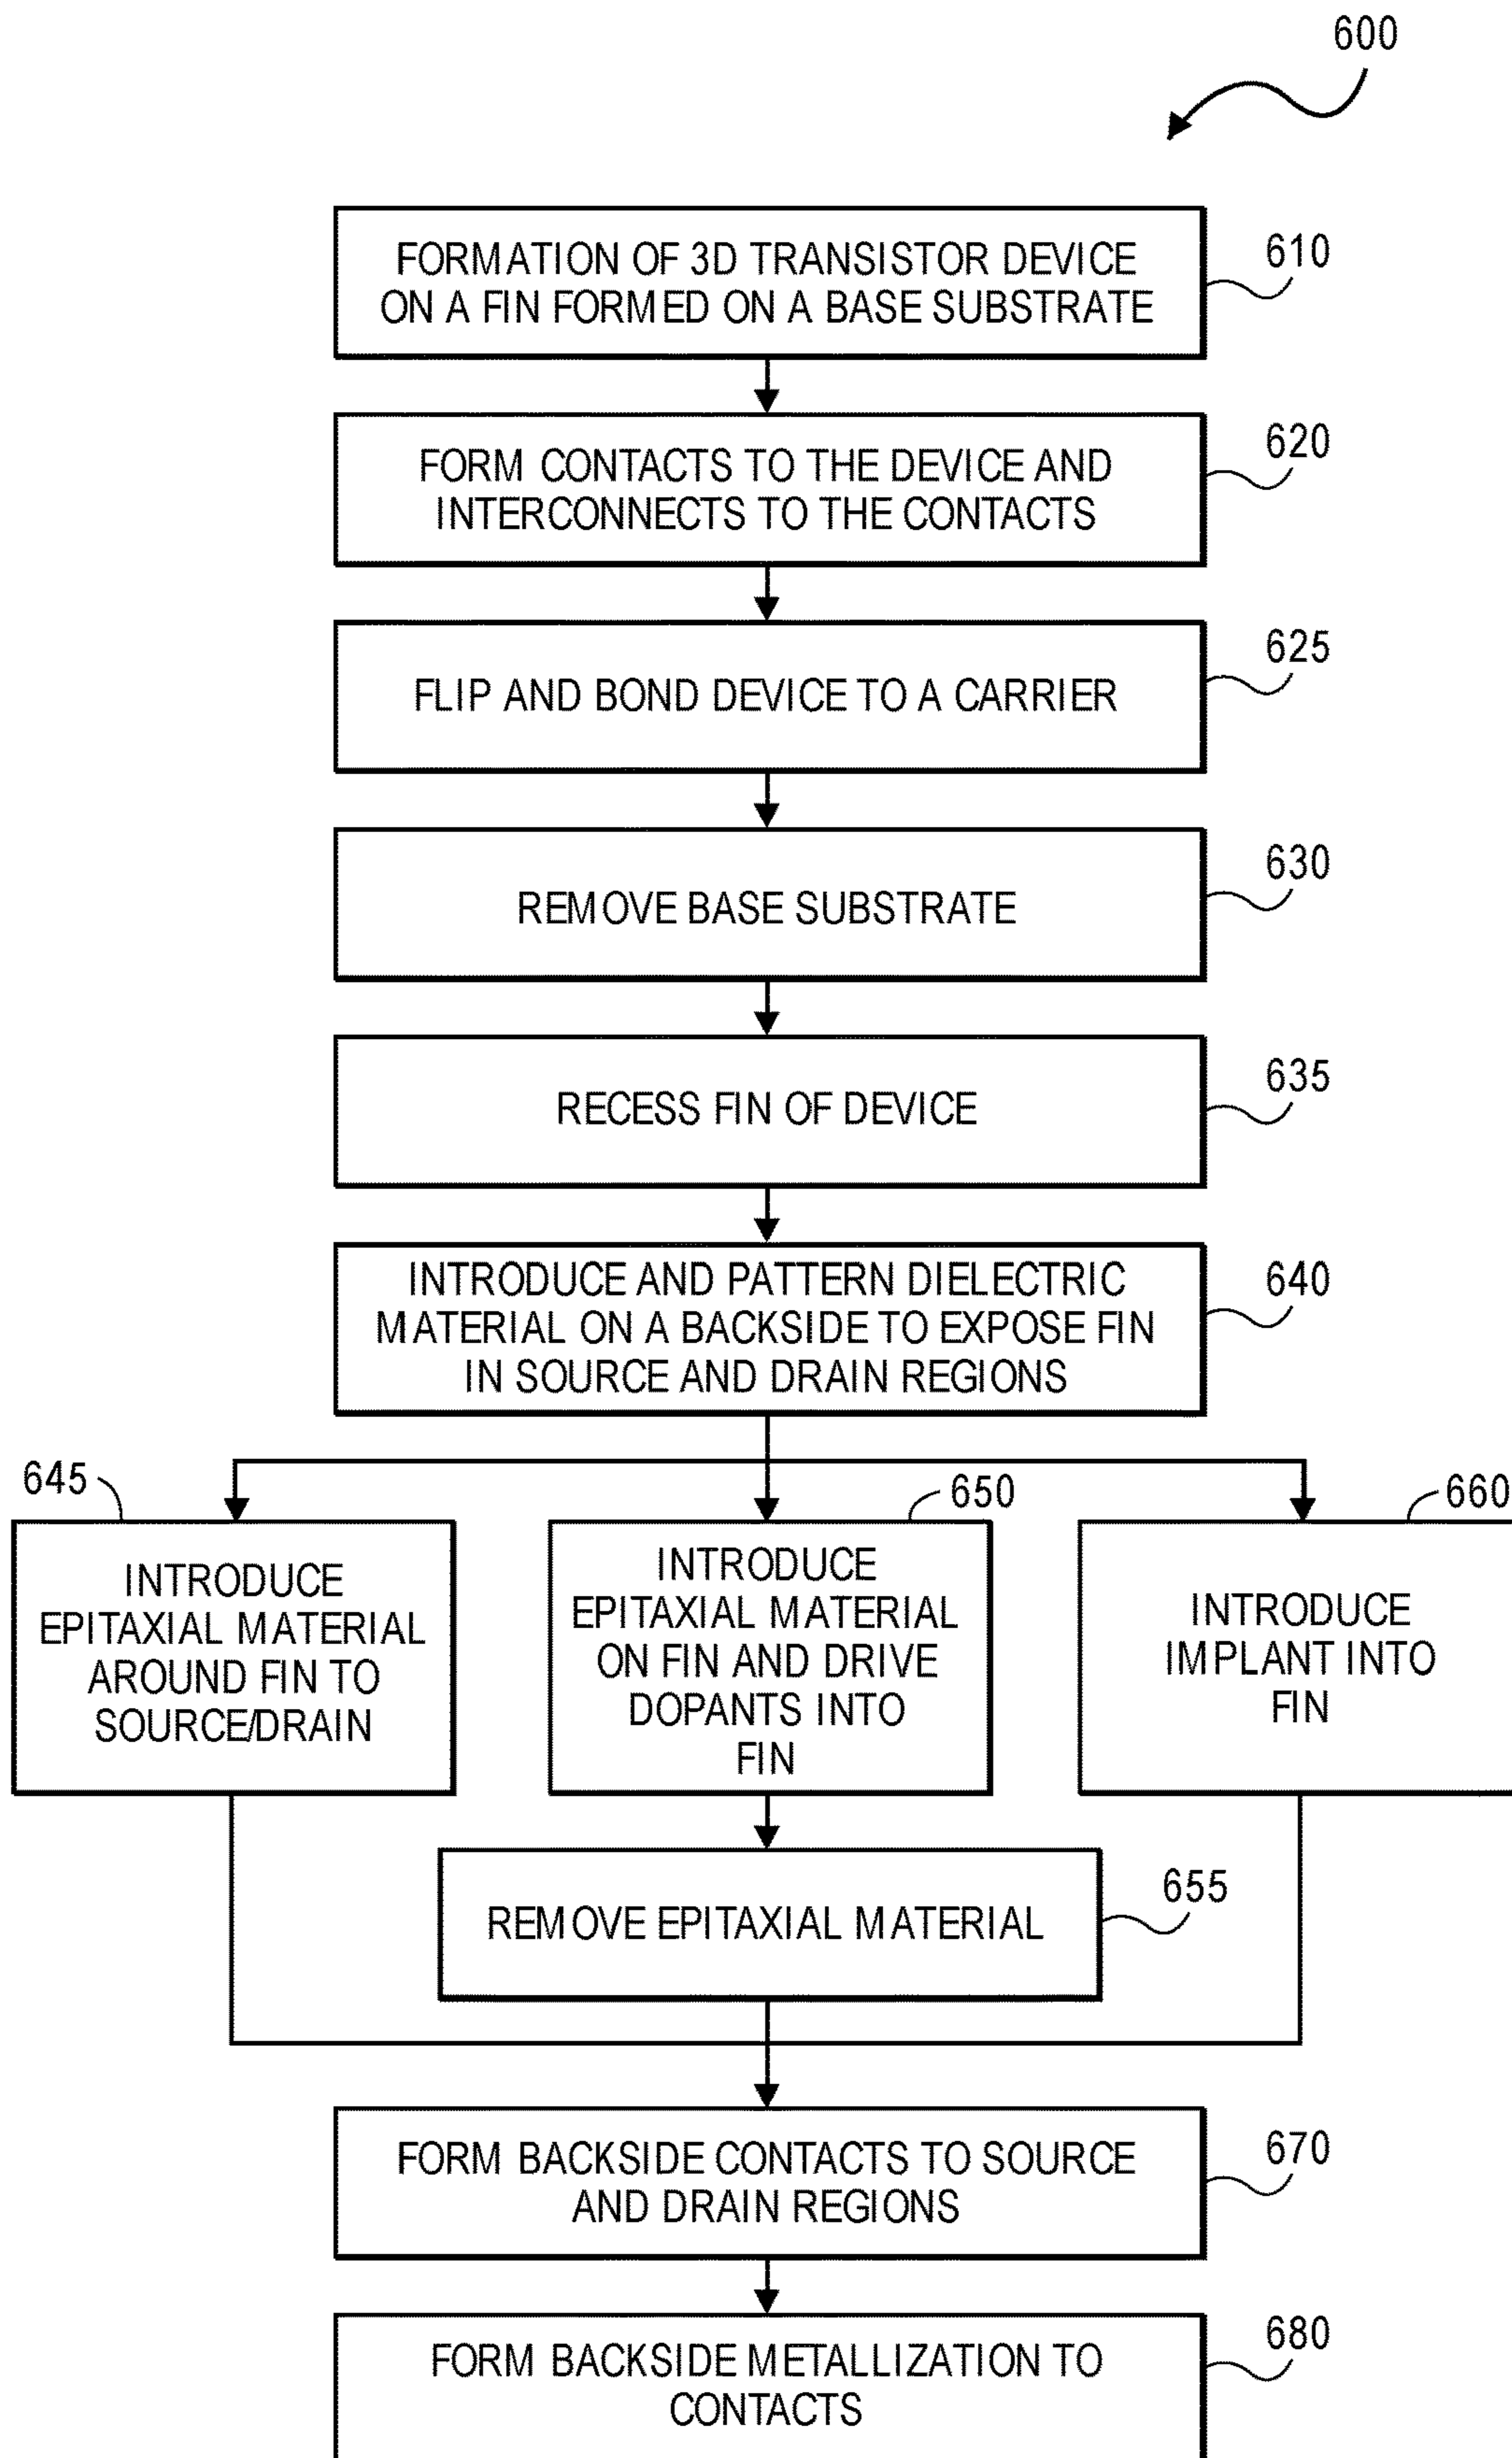 600
FORMATION OF 3D TRANSISTOR DEVICE
ON A FIN FORMED ON A BASE SUBSTRATE
610
FORM CONTACTS TO THE DEVICE AND
INTERCONNECTS TO THE CONTACTS
620
FLIP AND BOND DEVICE TO A CARRIER
625
REMOVE BASE SUBSTRATE
630
RECESS FIN OF DEVICE
635
INTRODUCE AND PATTERN DIELECTRIC
MATERIAL ON A BACKSIDE TO EXPOSE FIN
IN SOURCE AND DRAIN REGIONS
640
645
INTRODUCE
EPITAXIAL MATERIAL
AROUND FIN TO
SOURCE/DRAIN
650
INTRODUCE
EPITAXIAL MATERIAL
ON FIN AND DRIVE
DOPANTS INTO
FIN
660
INTRODUCE
IMPLANT INTO
FIN
REMOVE EPITAXIAL MATERIAL
655
FORM BACKSIDE CONTACTS TO SOURCE
AND DRAIN REGIONS
670
FORM BACKSIDE METALLIZATION TO
CONTACTS
680